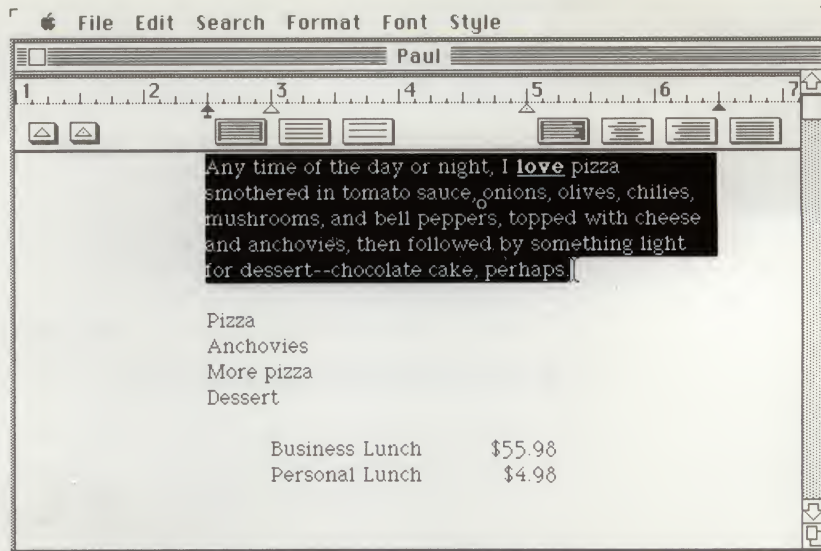 File Edit Search Format Font Style
Paul
1 2 3 4 5 6 7
Any time of the day or night, I love pizza
smothered in tomato sauce, onions, olives, chilies,
mushrooms, and bell peppers, topped with cheese
and anchovies, then followed by something light
for dessert--chocolate cake, perhaps.
Pizza
Anchovies
More pizza
Dessert
Business Lunch $55.98
Personal Lunch $4.98